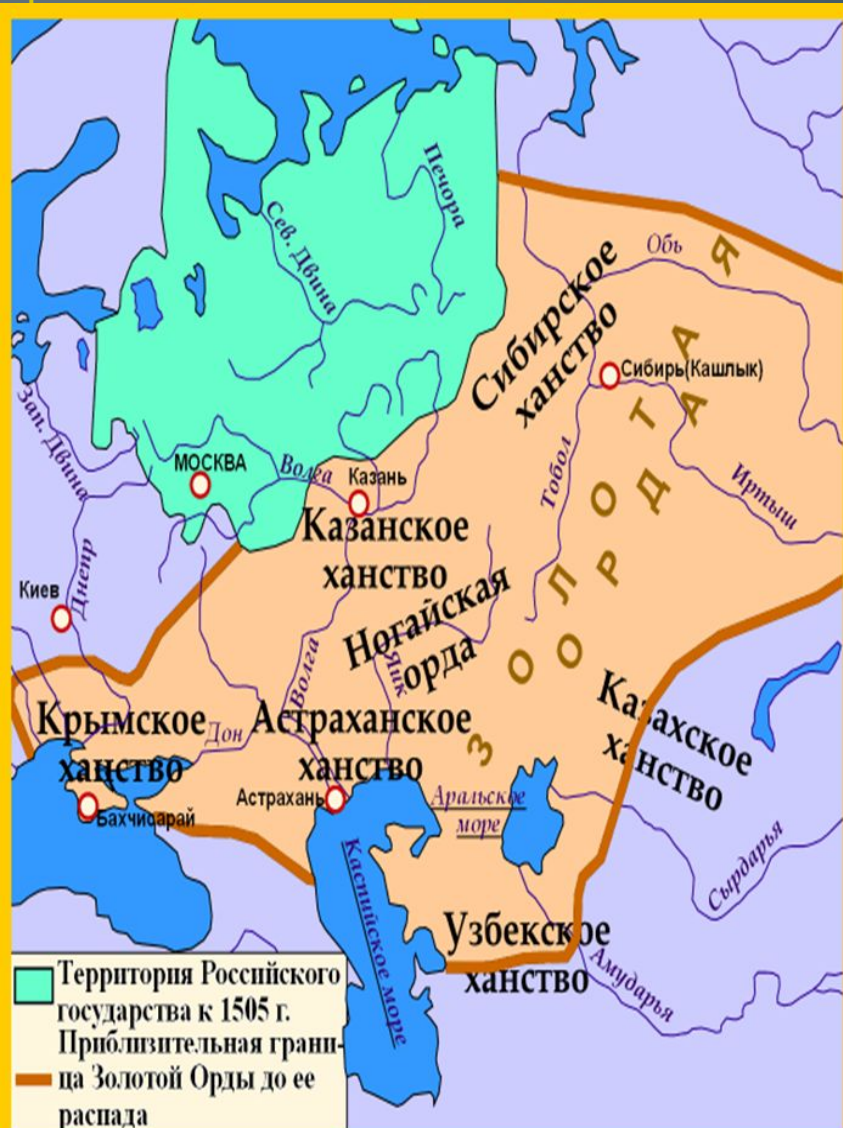 Печора
Сев. Двина
Обь
Сибирское
ханство
Сибирь(Кашлык)
Зап. Двина
МОСКВА
Волга
Казань
Тобол
Иртыш
Казанское
ханство
Киев
Днепр
Ногайская
орда
Яик
Волга
ЗОЛОТАЯ
ОРДА
Казахское
ханство
Крымское
ханство
Дон
Астраханское
ханство
Астрахань
Бахчисарай
Аральское
море
Каспийское море
Сырдарья
Узбекское
ханство
Амударья
Территория Российского
государства к 1505 г.
Приблизительная грани-
ца Золотой Орды до ее
распада